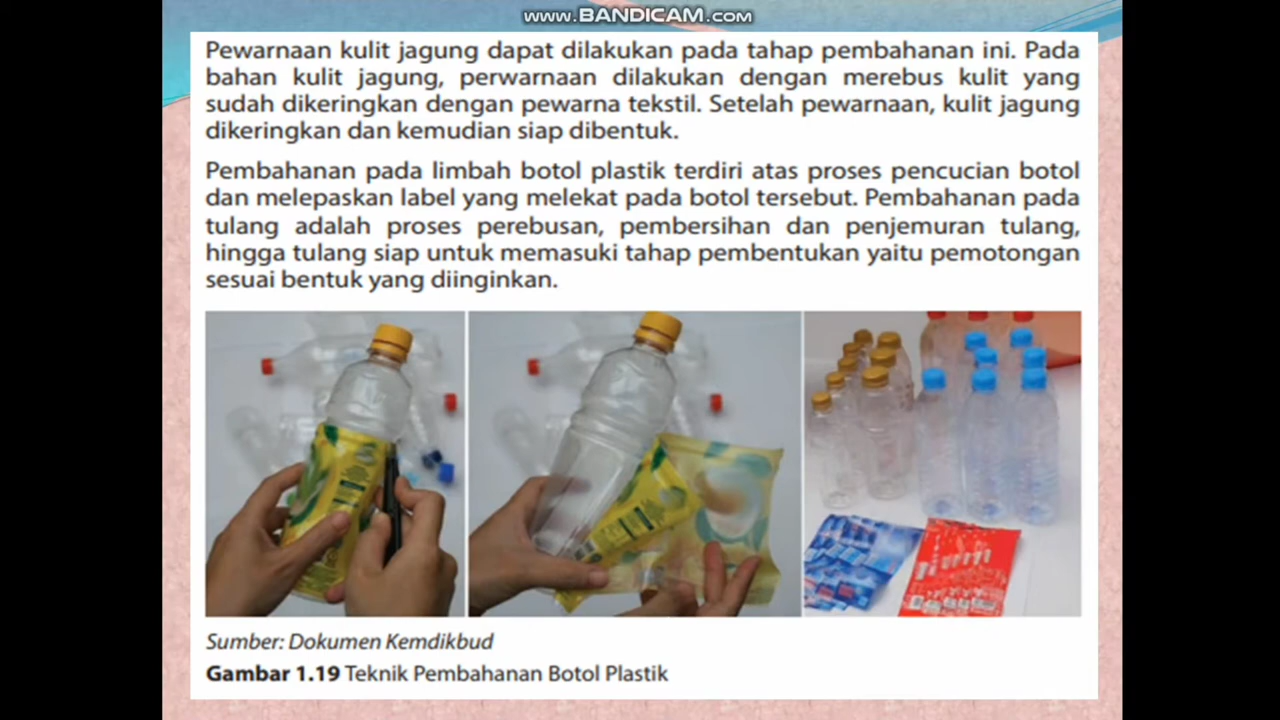 www.BANDICAM.com
Pewarnaan kulit jagung dapat dilakukan pada tahap pembahanan ini. Pada
bahan kulit jagung, perwarnaan dilakukan dengan merebus kulit yang
sudah dikeringkan dengan pewarna tekstil. Setelah pewarnaan, kulit jagung
dikeringkan dan kemudian siap dibentuk.
Pembahanan pada limbah botol plastik terdiri atas proses pencucian botol
dan melepaskan label yang melekat pada botol tersebut. Pembahanan pada
tulang adalah proses perebusan, pembersihan dan penjemuran tulang,
hingga tulang siap untuk memasuki tahap pembentukan yaitu pemotongan
sesuai bentuk yang diinginkan.
Sumber: Dokumen Kemdikbud
Gambar 1.19 Teknik Pembahanan Botol Plastik